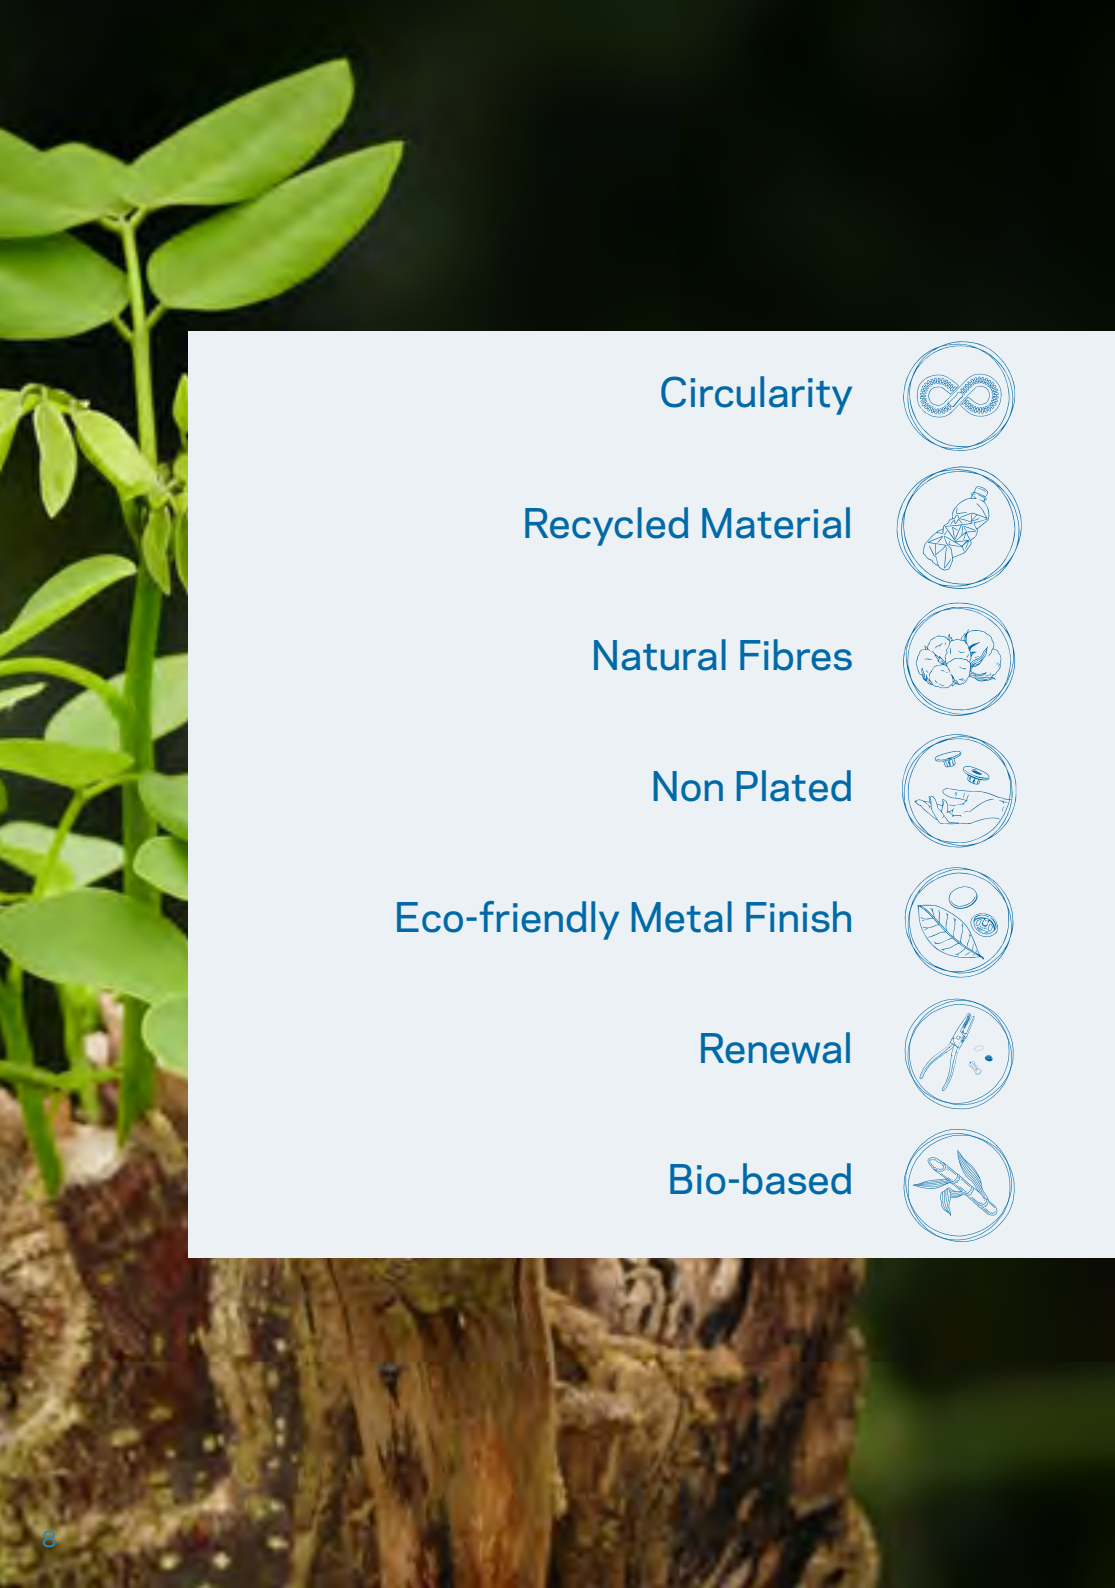 Circularity
Recycled Material
Natural Fibres
Non Plated
Eco-friendly Metal Finish
Renewal
Bio-based
8